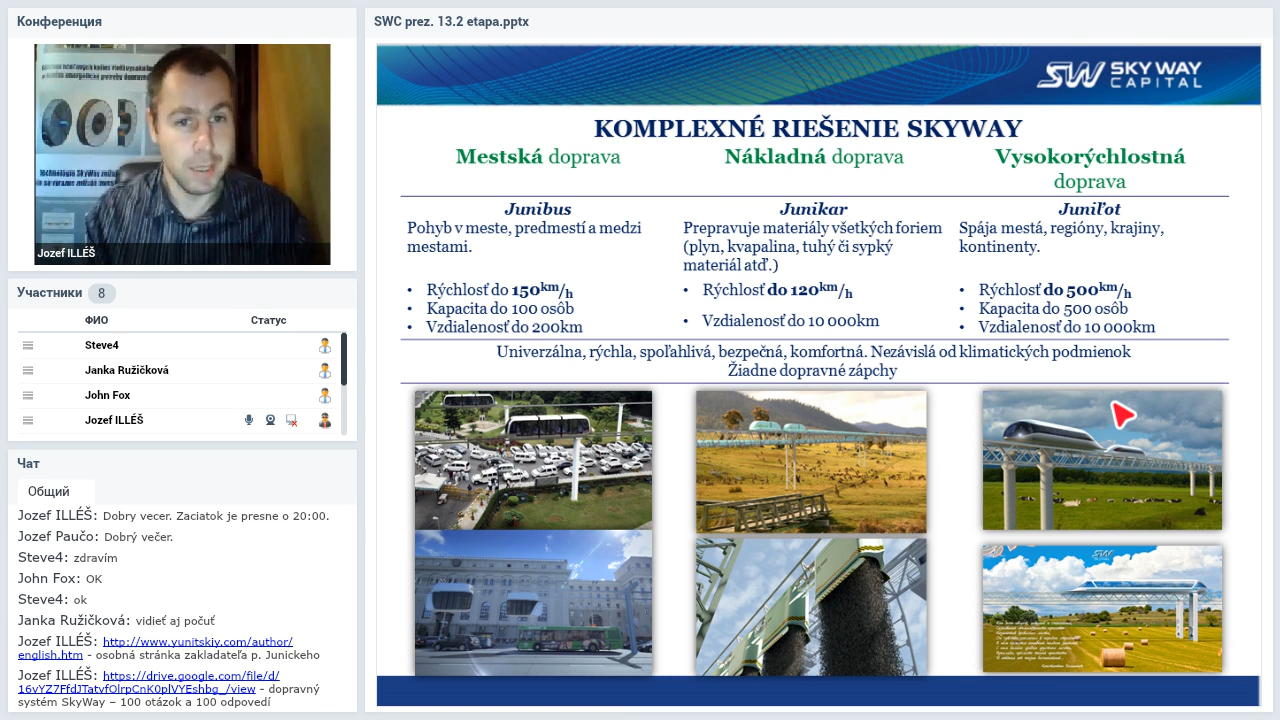 Конференция
Jozef ILLÉŠ
Участники 8
ФИО Статус
Steve4
Janka Ružičková
John Fox
Jozef ILLÉŠ
Чат
Общий
Jozef ILLÉŠ: Dobry vecer. Zaciatok je presne o 20:00.
Jozef Paučo: Dobrý večer.
Steve4: zdravím
John Fox: OK
Steve4: ok
Janka Ružičková: vidieť aj počuť
Jozef ILLÉŠ: http://www.yunitskiy.com/author/
english.htm - osobná stránka zakladateľa p. Junického
Jozef ILLÉŠ: https://drive.google.com/file/d/
16vYZ7FfdJTatvfOlrpCnK0plVYEshbg_/view - dopravný
systém SkyWay – 100 otázok a 100 odpovedí
SWC prez. 13.2 etapa.pptx
SW SKY WAY
CAPITAL
KOMPLEXNÉ RIEŠENIE SKYWAY
Mestská doprava
Nákladná doprava
Vysokorýchlostná
doprava
Junibus
Pohyb v meste, predmestí a medzi
mestami.
• Rýchlosť do 150km/h
• Kapacita do 100 osôb
• Vzdialenosť do 200km
Junikar
Prepravuje materiály všetkých foriem
(plyn, kvapalina, tuhý či sypký
materiál atď.)
• Rýchlosť do 120km/h
• Vzdialenosť do 10 000km
Juniľot
Spája mestá, regióny, krajiny,
kontinenty.
• Rýchlosť do 500km/h
• Kapacita do 500 osôb
• Vzdialenosť do 10 000km
Univerzálna, rýchla, spoľahlivá, bezpečná, komfortná. Nezávislá od klimatických podmienok
Žiadne dopravné zápchy